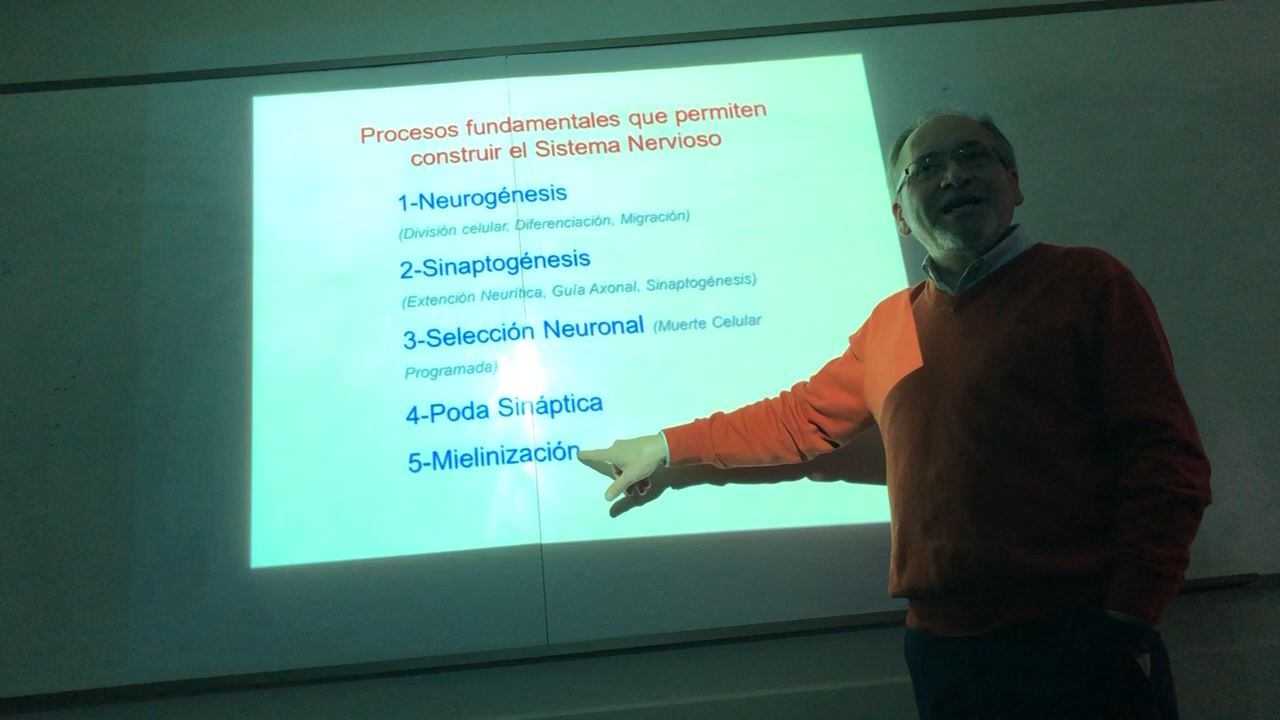 Procesos fundamentales que permiten
construir el Sistema Nervioso
1-Neurogénesis
(División celular, Diferenciación, Migración)
2-Sinaptogénesis
(Extención Neuritica, Guía Axonal, Sinaptogénesis)
3-Selección Neuronal (Muerte Celular
Programada)
4-Poda Sináptica
5-Mielinización